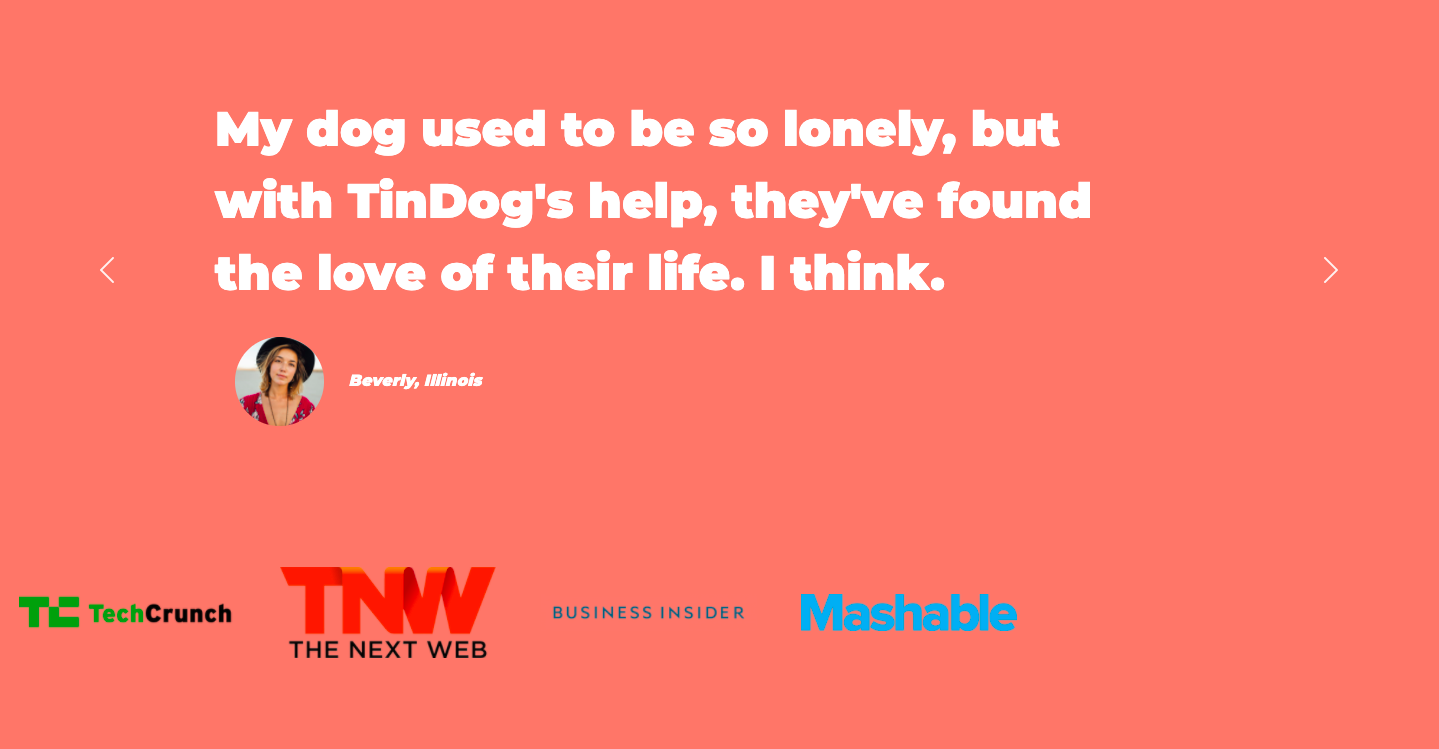 My dog used to be so lonely, but
with TinDog's help, they've found
the love of their life. I think.
Beverly, Illinois
TC TechCrunch
TNW
THE NEXT WEB
BUSINESS INSIDER
Mashable